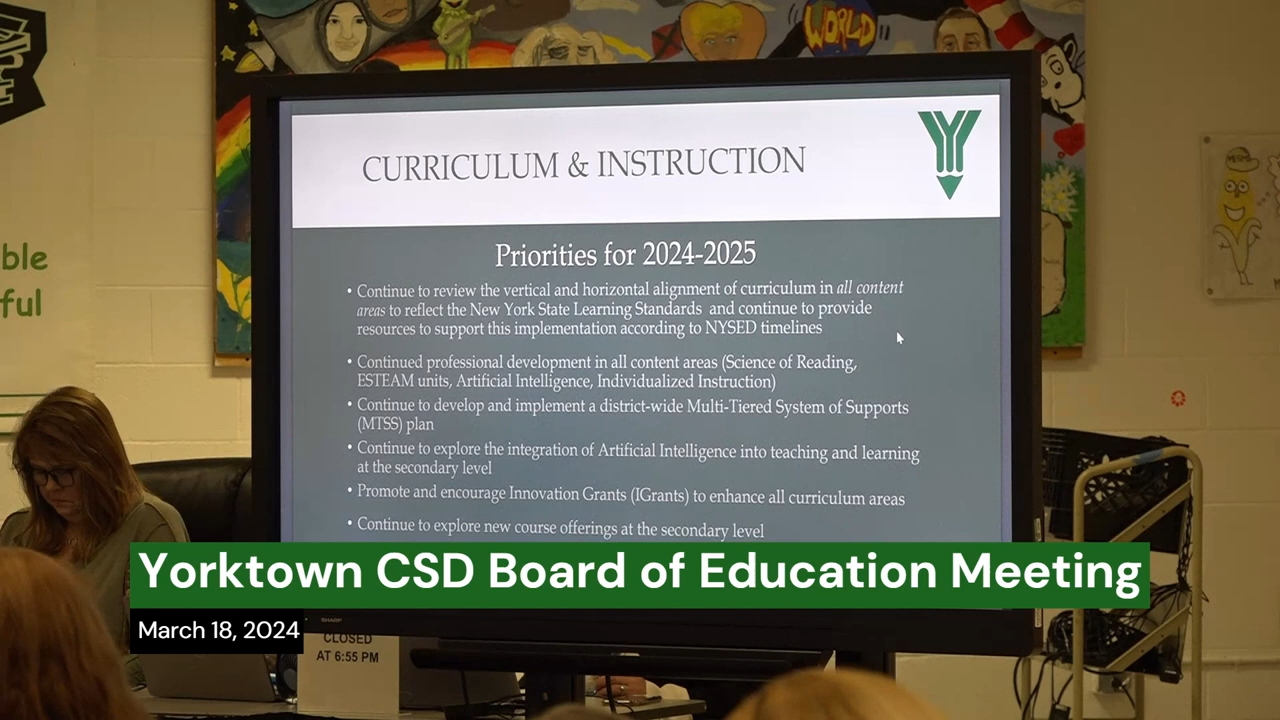 WORLD
CURRICULUM & INSTRUCTION
Priorities for 2024-2025
• Continue to review the vertical and horizontal alignment of curriculum in all content
areas to reflect the New York State Learning Standards and continue to provide
resources to support this implementation according to NYSED timelines
• Continued professional development in all content areas (Science of Reading,
ESTEAM units, Artificial Intelligence, Individualized Instruction)
• Continue to develop and implement a district-wide Multi-Tiered System of Supports
(MTSS) plan
• Continue to explore the integration of Artificial Intelligence into teaching and learning
at the secondary level
• Promote and encourage Innovation Grants (IGrants) to enhance all curriculum areas
• Continue to explore new course offerings at the secondary level
ble
ful
Yorktown CSD Board of Education Meeting
March 18, 2024
SHARP
CLOSED
AT 6:55 PM